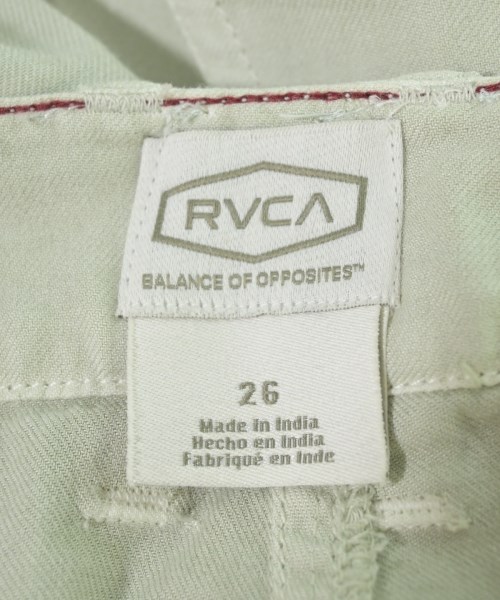 RVCA
BALANCE OF OPPOSITES™
26
Made in India
Hecho en India
Fabriqué en Inde